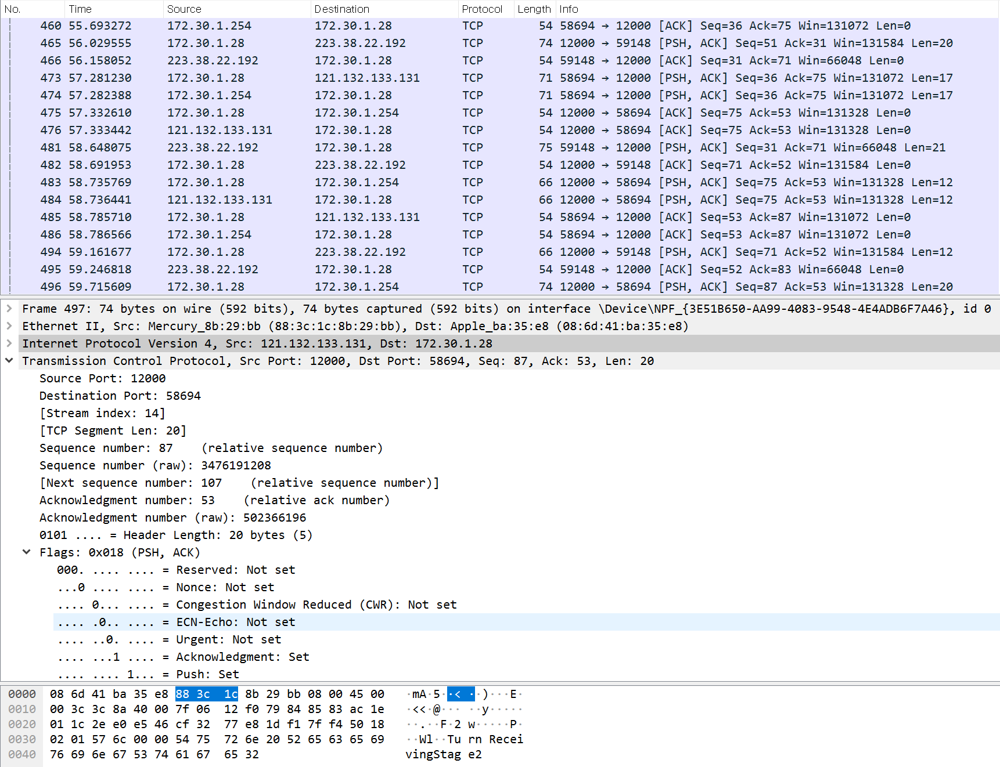 No. Time Source Destination Protocol Length Info
460 55.693272 172.30.1.254 172.30.1.28 TCP 54 58694 → 12000 [ACK] Seq=36 Ack=75 Win=131072 Len=0
465 56.029555 172.30.1.28 223.38.22.192 TCP 74 12000 → 59148 [PSH, ACK] Seq=51 Ack=31 Win=131584 Len=20
466 56.158052 223.38.22.192 172.30.1.28 TCP 54 59148 → 12000 [ACK] Seq=31 Ack=71 Win=66048 Len=0
473 57.281230 172.30.1.28 121.132.133.131 TCP 71 58694 → 12000 [PSH, ACK] Seq=36 Ack=75 Win=131072 Len=17
474 57.282388 172.30.1.254 172.30.1.28 TCP 71 58694 → 12000 [PSH, ACK] Seq=36 Ack=75 Win=131072 Len=17
475 57.332610 172.30.1.28 172.30.1.254 TCP 54 12000 → 58694 [ACK] Seq=75 Ack=53 Win=131328 Len=0
476 57.333442 121.132.133.131 172.30.1.28 TCP 54 12000 → 58694 [ACK] Seq=75 Ack=53 Win=131328 Len=0
481 58.648075 223.38.22.192 172.30.1.28 TCP 75 59148 → 12000 [PSH, ACK] Seq=31 Ack=71 Win=66048 Len=21
482 58.691953 172.30.1.28 223.38.22.192 TCP 54 12000 → 59148 [ACK] Seq=71 Ack=52 Win=131584 Len=0
483 58.735769 172.30.1.28 172.30.1.254 TCP 66 12000 → 58694 [PSH, ACK] Seq=75 Ack=53 Win=131328 Len=12
484 58.736441 121.132.133.131 172.30.1.28 TCP 66 12000 → 58694 [PSH, ACK] Seq=75 Ack=53 Win=131328 Len=12
485 58.785710 172.30.1.28 121.132.133.131 TCP 54 58694 → 12000 [ACK] Seq=53 Ack=87 Win=131072 Len=0
486 58.786566 172.30.1.254 172.30.1.28 TCP 54 58694 → 12000 [ACK] Seq=53 Ack=87 Win=131072 Len=0
494 59.161677 172.30.1.28 223.38.22.192 TCP 66 12000 → 59148 [PSH, ACK] Seq=71 Ack=52 Win=131584 Len=12
495 59.246818 223.38.22.192 172.30.1.28 TCP 54 59148 → 12000 [ACK] Seq=52 Ack=83 Win=66048 Len=0
496 59.715609 172.30.1.28 172.30.1.254 TCP 74 12000 → 58694 [PSH, ACK] Seq=87 Ack=53 Win=131328 Len=20
Frame 497: 74 bytes on wire (592 bits), 74 bytes captured (592 bits) on interface \Device\NPF_{3E51B650-AA99-4083-9548-4E4ADB6F7A46}, id 0
Ethernet II, Src: Mercury_8b:29:bb (88:3c:1c:8b:29:bb), Dst: Apple_ba:35:e8 (08:6d:41:ba:35:e8)
Internet Protocol Version 4, Src: 121.132.133.131, Dst: 172.30.1.28
Transmission Control Protocol, Src Port: 12000, Dst Port: 58694, Seq: 87, Ack: 53, Len: 20
Source Port: 12000
Destination Port: 58694
[Stream index: 14]
[TCP Segment Len: 20]
Sequence number: 87 (relative sequence number)
Sequence number (raw): 3476191208
[Next sequence number: 107 (relative sequence number)]
Acknowledgment number: 53 (relative ack number)
Acknowledgment number (raw): 502366196
0101 .... = Header Length: 20 bytes (5)
Flags: 0x018 (PSH, ACK)
000. .... .... = Reserved: Not set
...0 .... .... = Nonce: Not set
.... 0... .... = Congestion Window Reduced (CWR): Not set
.... .0.. .... = ECN-Echo: Not set
.... ..0. .... = Urgent: Not set
.... ...1 .... = Acknowledgment: Set
.... .... 1... = Push: Set
0000 08 6d 41 ba 35 e8 88 3c 1c 8b 29 bb 08 00 45 00 ·mA·5··< ··)···E·
0010 00 3c 3c 8a 40 00 7f 06 12 f0 79 84 85 83 ac 1e ·<<·@··· ··y·····
0020 01 1c 2e e0 e5 46 cf 32 77 e8 1d f1 7f f4 50 18 ··.··F·2 w·····P·
0030 02 01 57 6c 00 00 54 75 72 6e 20 52 65 63 65 69 ··Wl··Tu rn Recei
0040 76 69 6e 67 53 74 61 67 65 32 vingStag e2